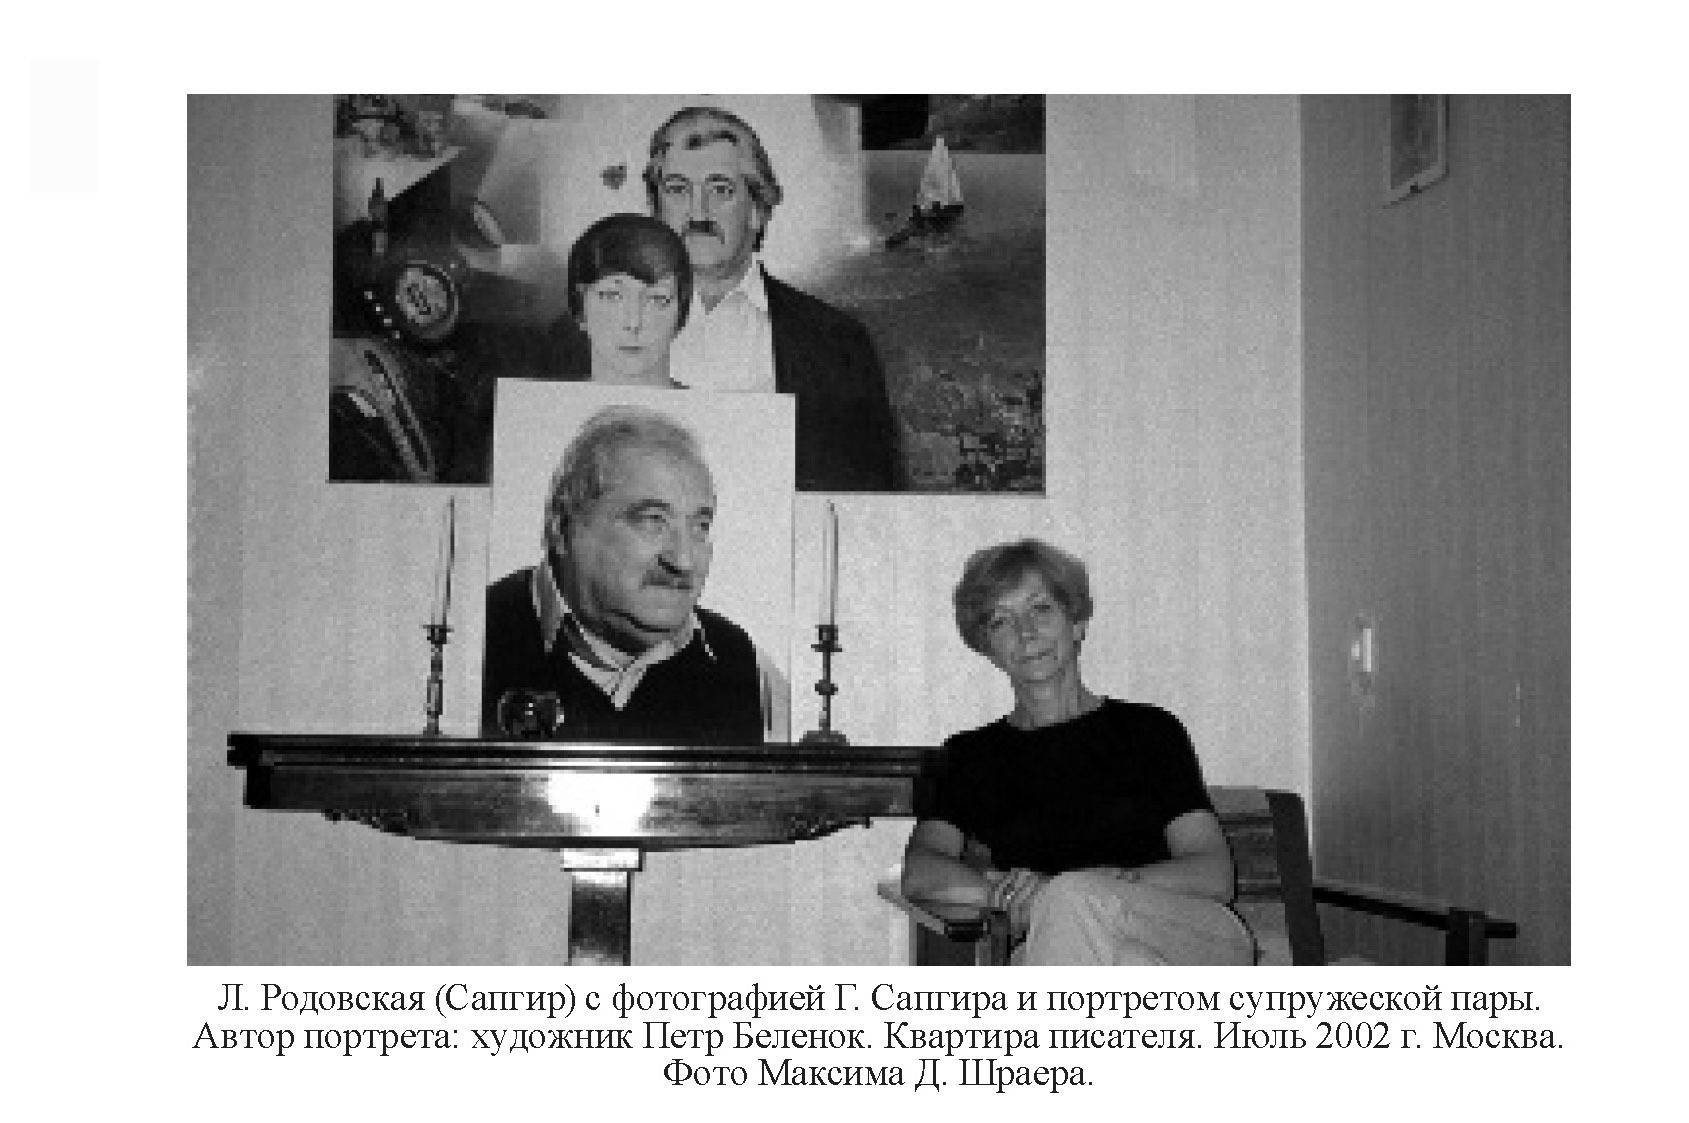 Л. Родовская (Сапгир) с фотографией Г. Сапгира и портретом супружеской пары.
Автор портрета: художник Петр Беленок. Квартира писателя. Июль 2002 г. Москва.
Фото Максима Д. Шраера.